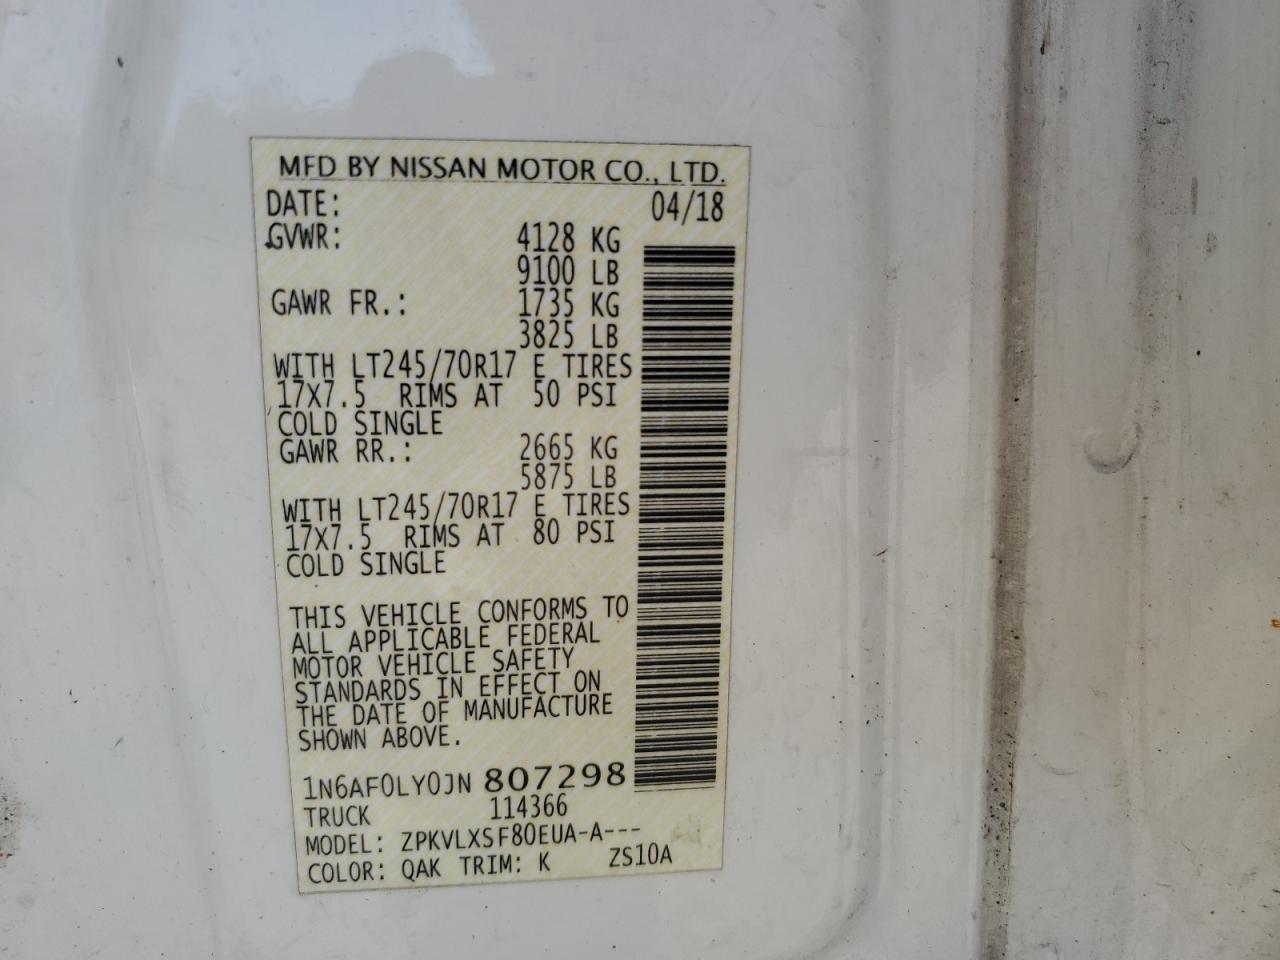 MFD BY NISSAN MOTOR CO., LTD.
DATE: 04/18
GVWR: 4128 KG
9100 LB
GAWR FR.: 1735 KG
3825 LB
WITH LT245/70R17 E TIRES
17X7.5 RIMS AT 50 PSI
COLD SINGLE
GAWR RR.: 2665 KG
5875 LB
WITH LT245/70R17 E TIRES
17X7.5 RIMS AT 80 PSI
COLD SINGLE
THIS VEHICLE CONFORMS TO
ALL APPLICABLE FEDERAL
MOTOR VEHICLE SAFETY
STANDARDS IN EFFECT ON
THE DATE OF MANUFACTURE
SHOWN ABOVE.
1N6AF0LY0JN 807298
TRUCK 114366
MODEL: ZPKVLXSF80EUA-A---
COLOR: QAK TRIM: K ZS10A